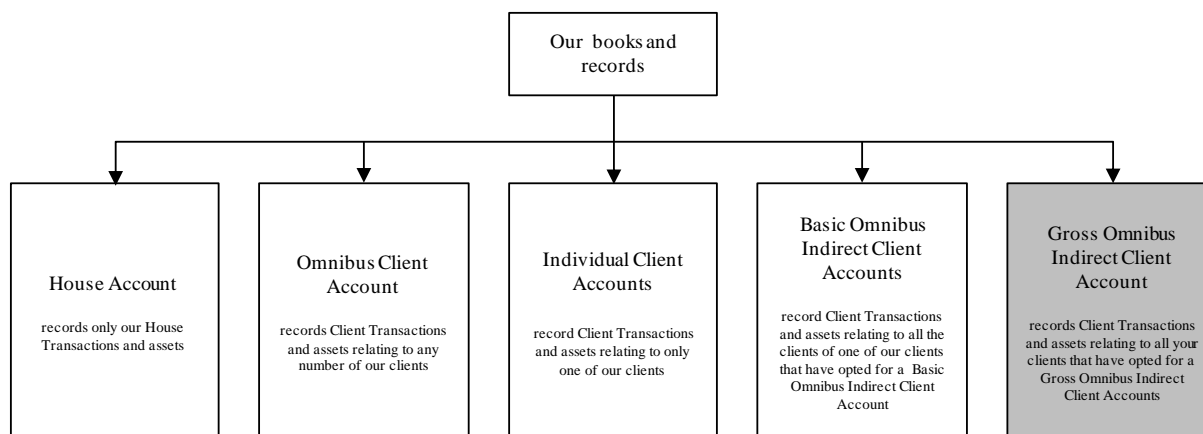 Our books and
records
House Account
records only our House
Transactions and assets
Omnibus Client
Account
records Client Transactions
and assets relating to any
number of our clients
Individual Client
Accounts
record Client Transactions
and assets relating to only
one of our clients
Basic Omnibus
Indirect Client
Accounts
record Client Transactions
and assets relating to all the
clients of one of our clients
that have opted for a Basic
Omnibus Indirect Client
Account
Gross Omnibus
Indirect Client
Account
records Client Transactions
and assets relating to all your
clients that have opted for a
Gross Omnibus Indirect
Client Accounts